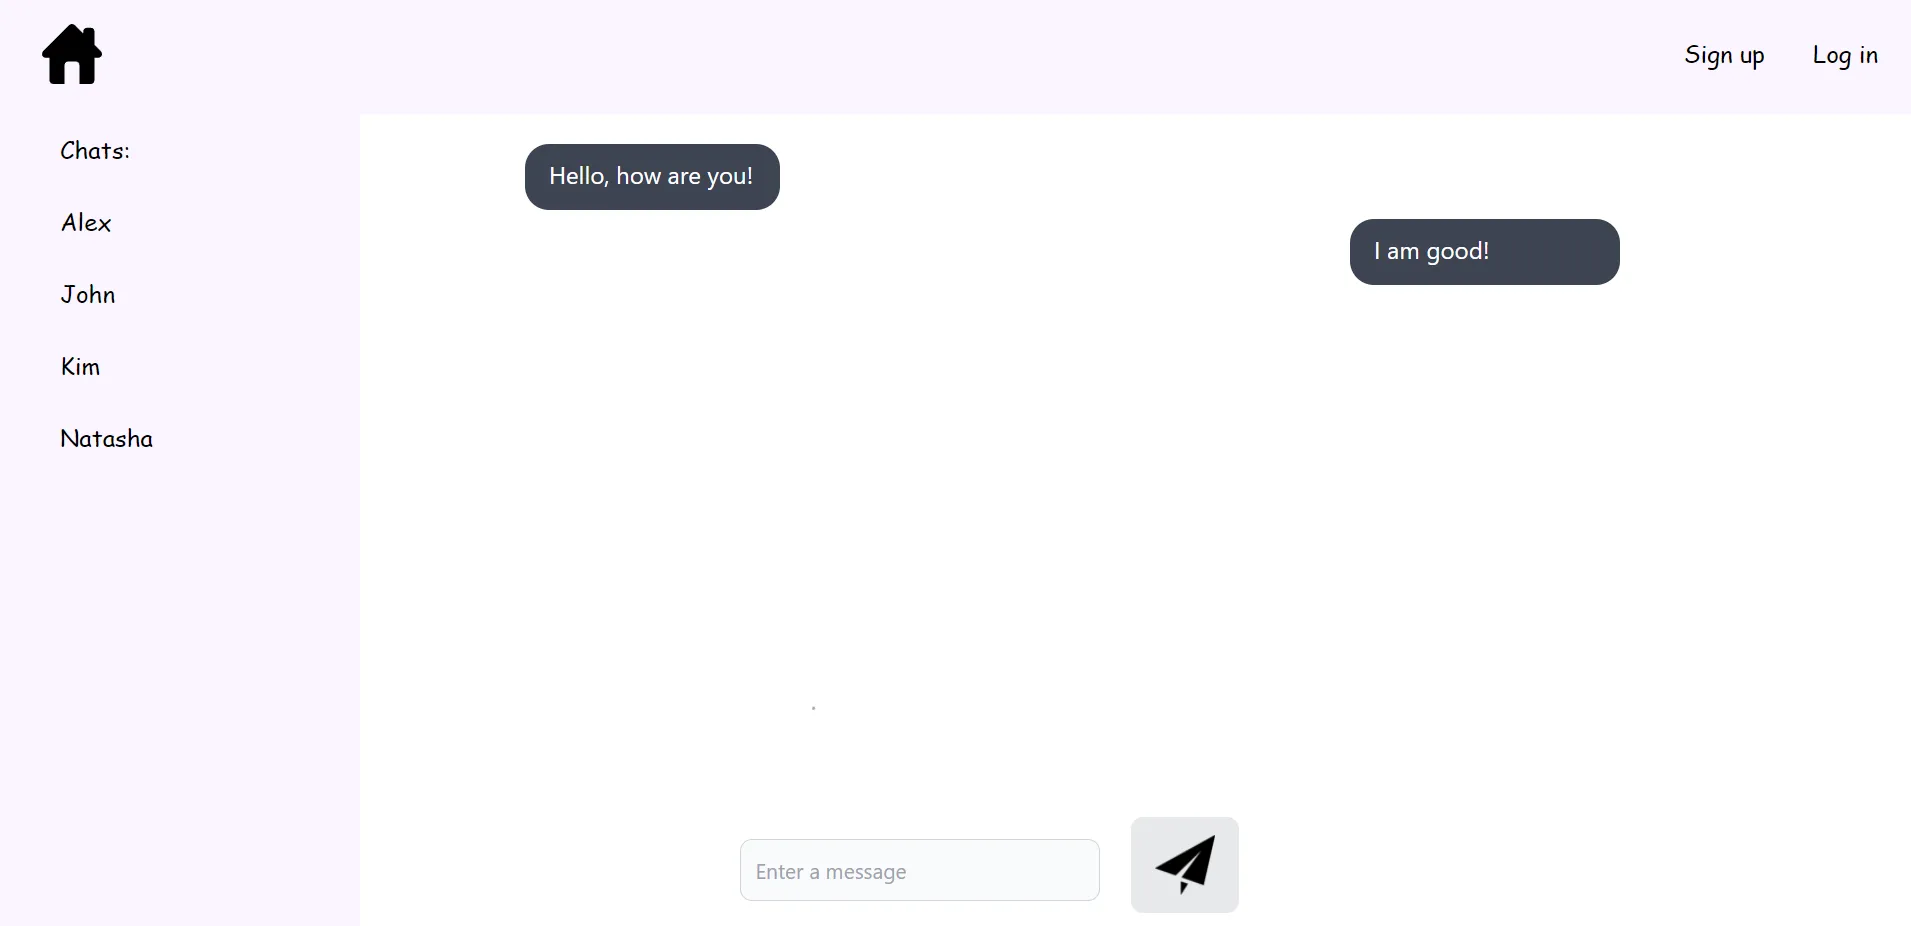 Sign up
Log in
Chats:
Alex
John
Kim
Natasha
Hello, how are you!
I am good!
Enter a message